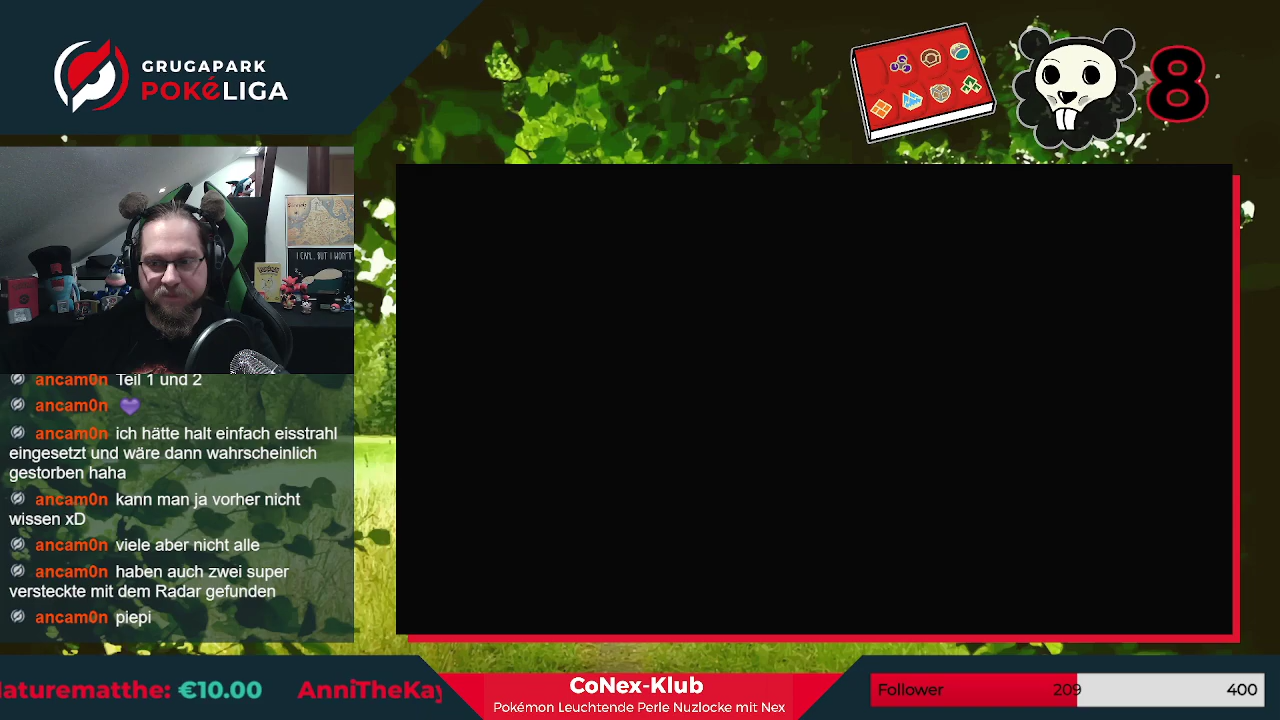 GRUGAPARK
POKéLIGA
8
I CAN.. BUT I WON'T
ancam0n Teil 1 und 2
ancam0n 💜
ancam0n ich hätte halt einfach eisstrahl
eingesetzt und wäre dann wahrscheinlich
gestorben haha
ancam0n kann man ja vorher nicht
wissen xD
ancam0n viele aber nicht alle
ancam0n haben auch zwei super
versteckte mit dem Radar gefunden
ancam0n piepi
aturematthe: €10.00 AnniTheKay
CoNex-Klub
Pokémon Leuchtende Perle Nuzlocke mit Nex
Follower 209 400